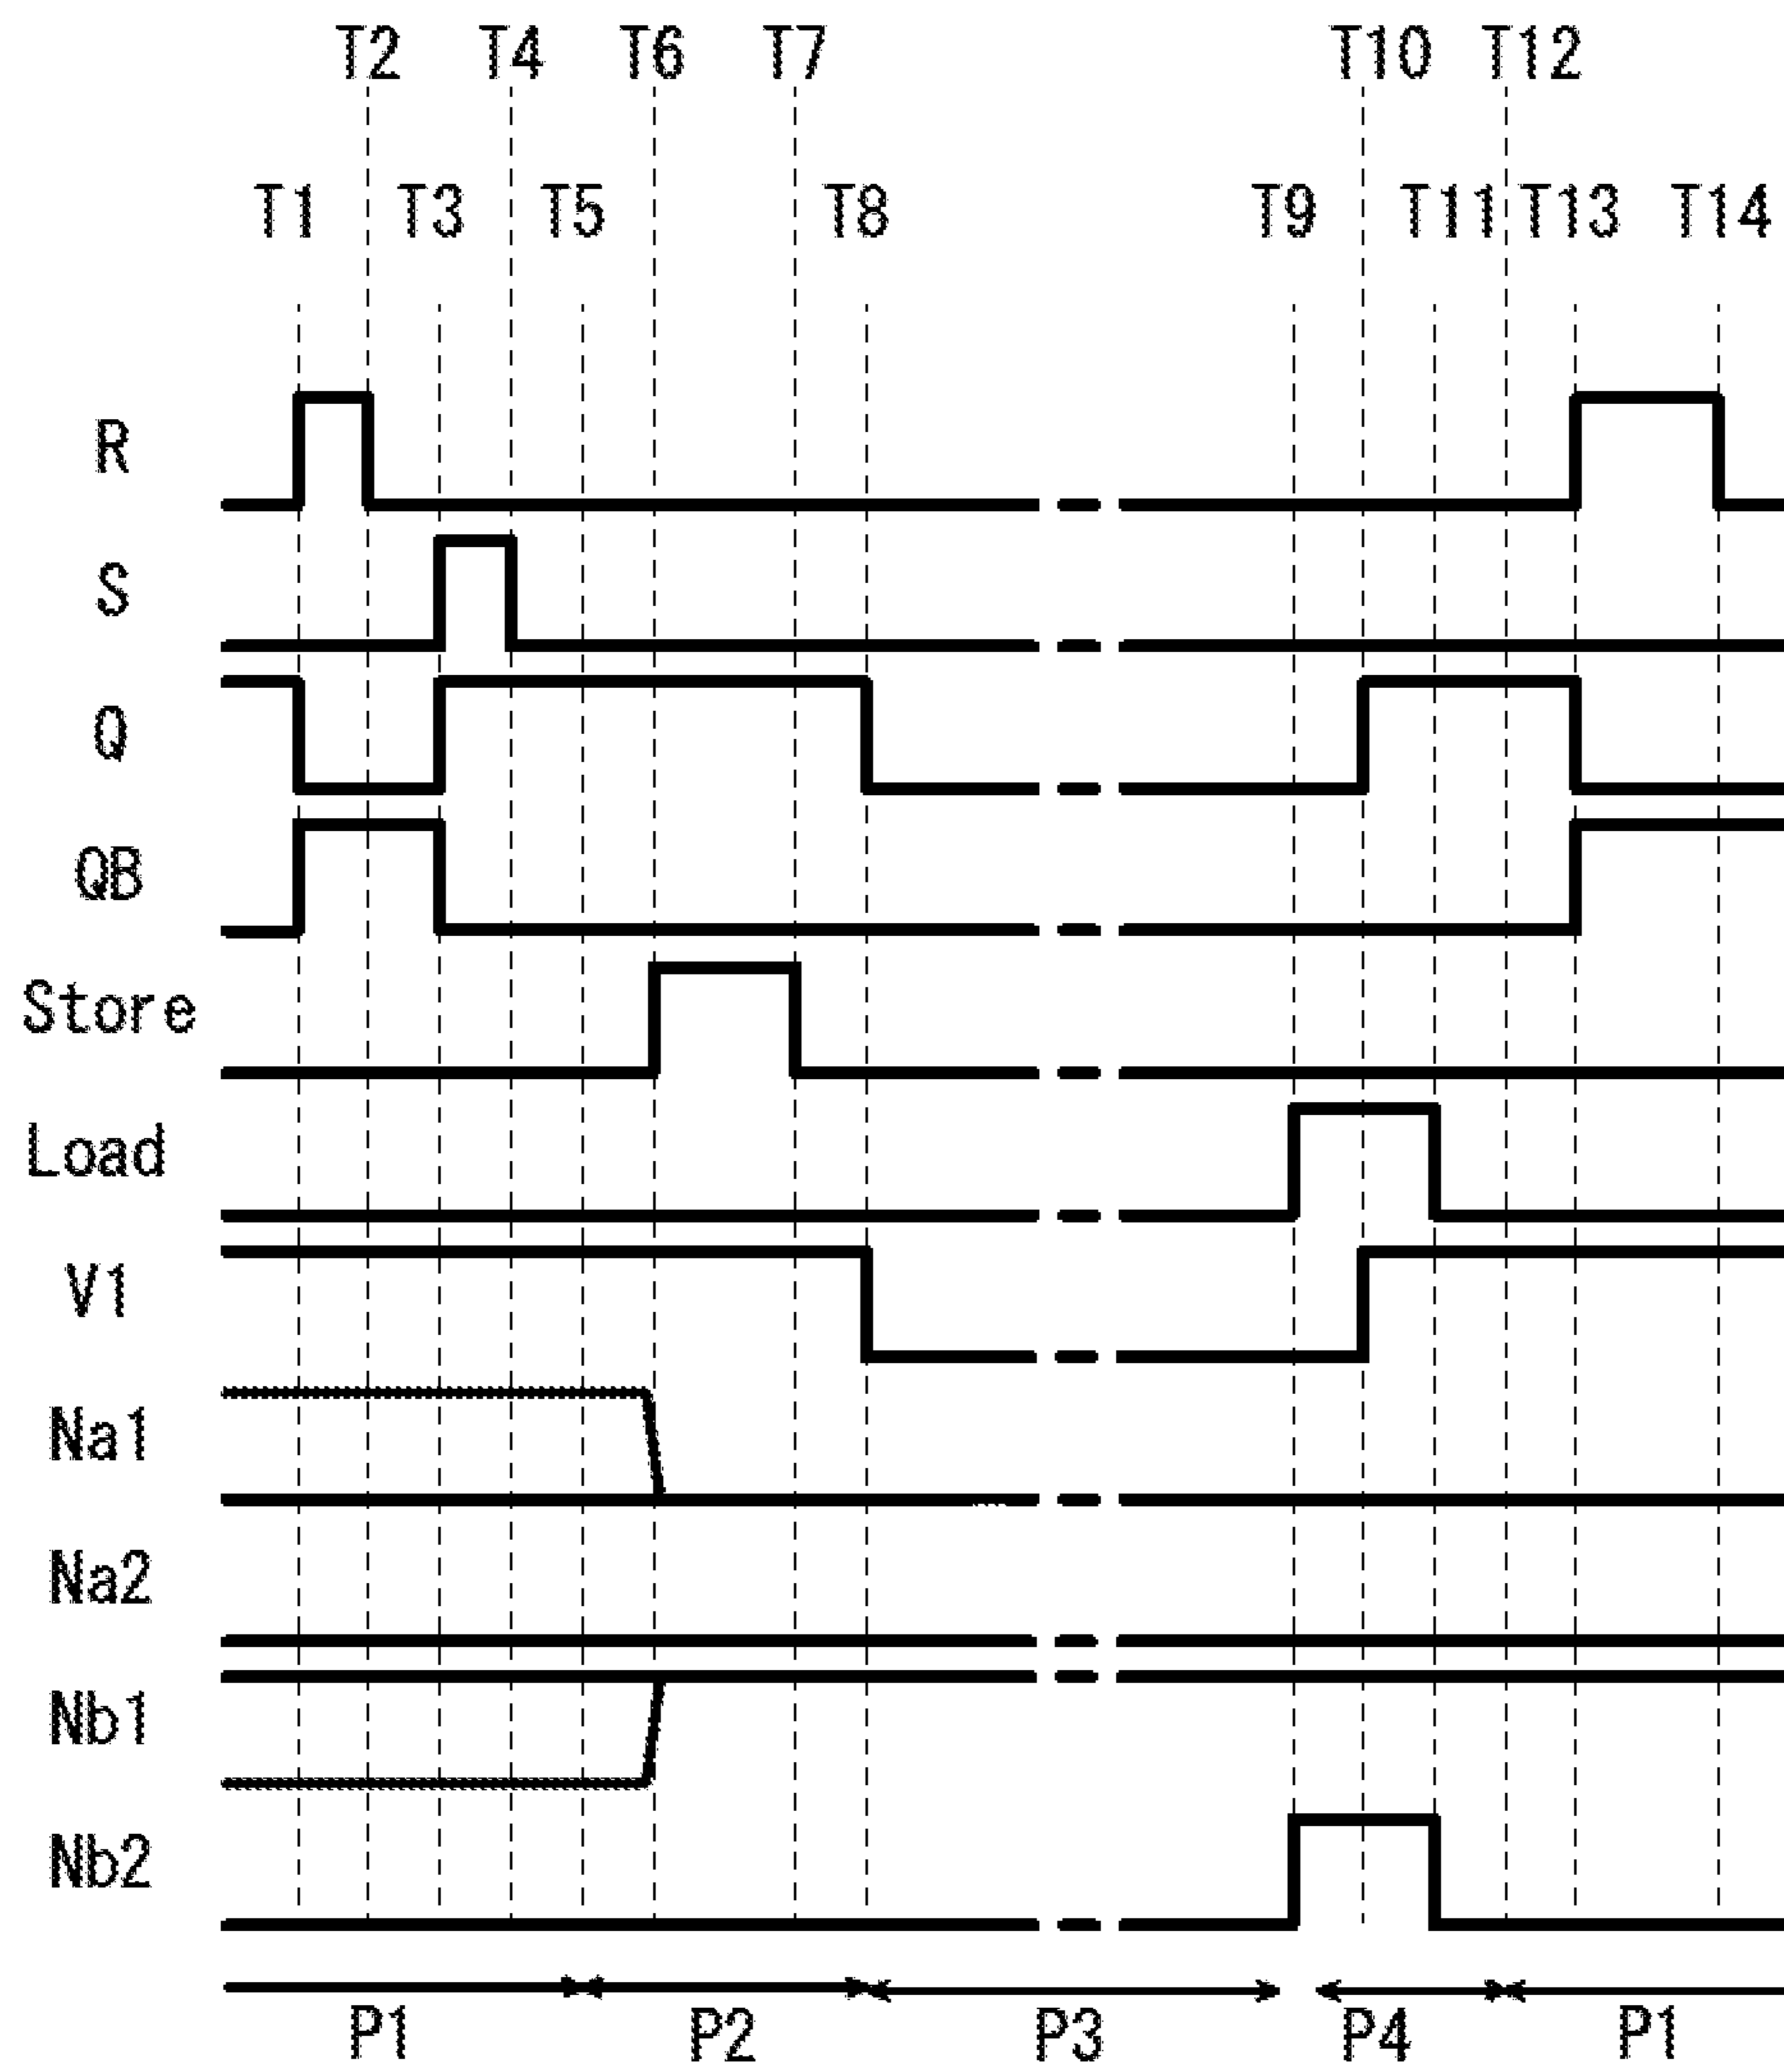 T2 T4 T6 T7 T10 T12
T1 T3 T5 T8 T9 T11 T13 T14
R
S
Q
QB
Store
Load
V1
Na1
Na2
Nb1
Nb2
P1 P2 P3 P4 P1